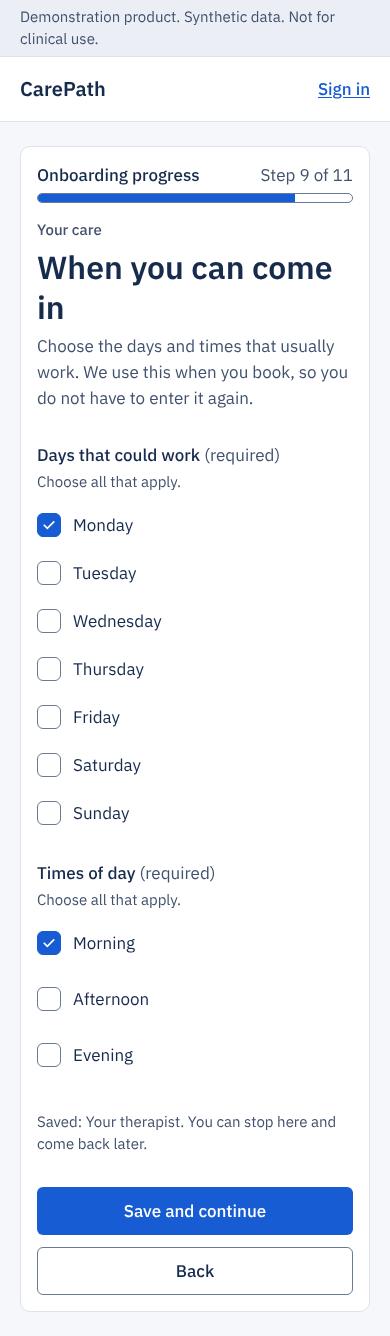 Demonstration product. Synthetic data. Not for
clinical use.
CarePath
Sign in
Onboarding progress
Step 9 of 11
Your care
When you can come
in
Choose the days and times that usually
work. We use this when you book, so you
do not have to enter it again.
Days that could work (required)
Choose all that apply.
Monday
Tuesday
Wednesday
Thursday
Friday
Saturday
Sunday
Times of day (required)
Choose all that apply.
Morning
Afternoon
Evening
Saved: Your therapist. You can stop here and
come back later.
Save and continue
Back